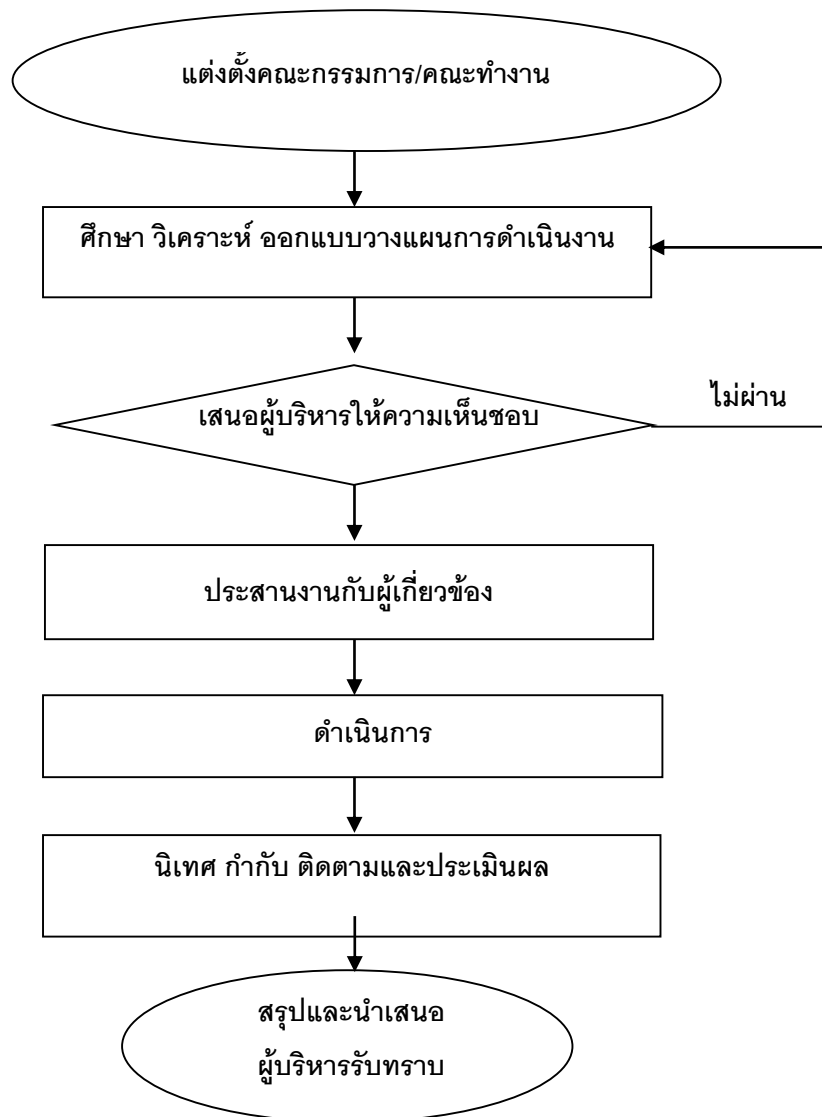 แต่งตั้งคณะกรรมการ/คณะทำงาน
ศึกษา วิเคราะห์ ออกแบบวางแผนการดำเนินงาน
เสนอผู้บริหารให้ความเห็นชอบ
ไม่ผ่าน
ประสานงานกับผู้เกี่ยวข้อง
ดำเนินการ
นิเทศ กำกับ ติดตามและประเมินผล
สรุปและนำเสนอ
ผู้บริหารรับทราบ